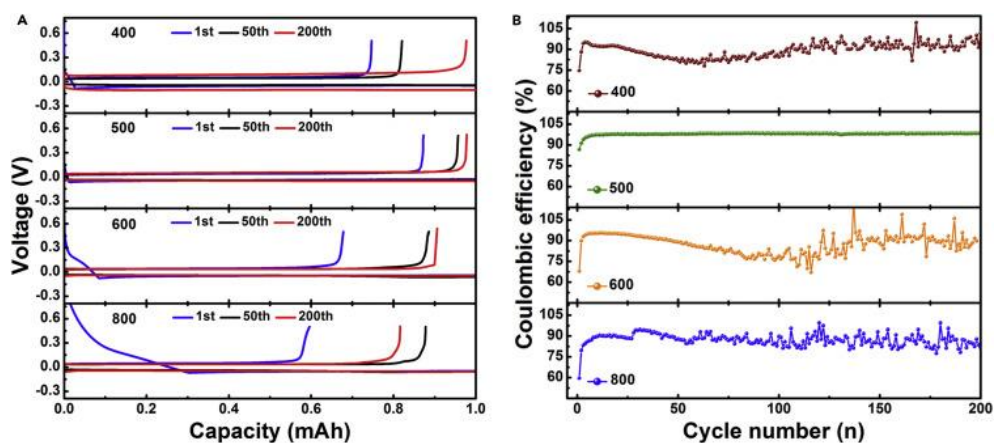 A
0.6
0.3
0.0
-0.3
400
1st
50th
200th
0.6
0.3
0.0
-0.3
500
1st
50th
200th
0.6
0.3
0.0
-0.3
600
1st
50th
200th
0.6
0.3
0.0
-0.3
800
1st
50th
200th
Voltage (V)
0.0
0.2
0.4
0.6
0.8
1.0
Capacity (mAh)
B
105
90
75
60
400
105
90
75
60
500
105
90
75
60
600
105
90
75
60
800
Coulombic efficiency (%)
0
50
100
150
200
Cycle number (n)